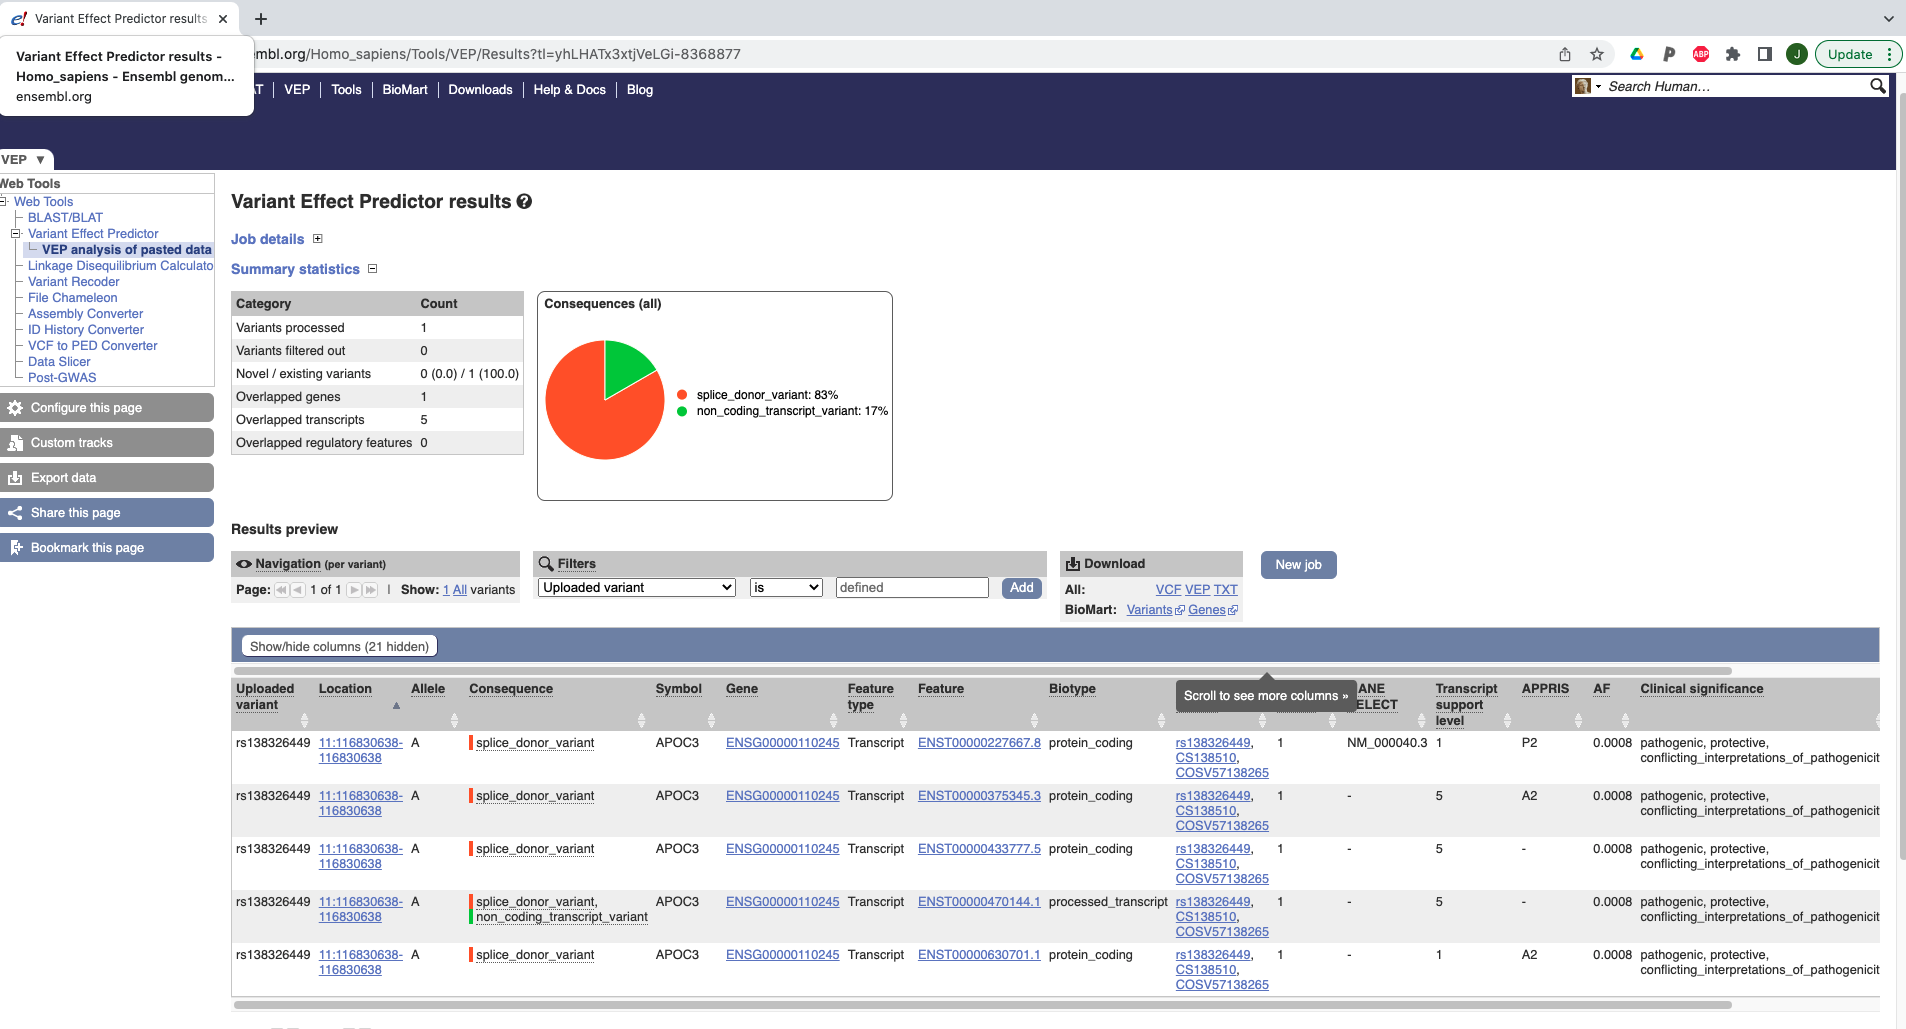 Variant Effect Predictor results
Variant Effect Predictor results -
Homo_sapiens - Ensembl genom...
ensembl.org
embl.org/Homo_sapiens/Tools/VEP/Results?tl=yhLHATx3xtjVeLGi-8368877
ABP
J
Update
AT VEP Tools BioMart Downloads Help & Docs Blog
Search Human...
VEP ▼
Web Tools
Web Tools
BLAST/BLAT
Variant Effect Predictor
VEP analysis of pasted data
Linkage Disequilibrium Calculato
Variant Recoder
File Chameleon
Assembly Converter
ID History Converter
VCF to PED Converter
Data Slicer
Post-GWAS
Configure this page
Custom tracks
Export data
Share this page
Bookmark this page
Variant Effect Predictor results
Job details
Summary statistics
Category Count
Variants processed 1
Variants filtered out 0
Novel / existing variants 0 (0.0) / 1 (100.0)
Overlapped genes 1
Overlapped transcripts 5
Overlapped regulatory features 0
Consequences (all)
splice_donor_variant: 83%
non_coding_transcript_variant: 17%
Results preview
Navigation (per variant)
Page: 1 of 1 | Show: 1 All variants
Filters
Uploaded variant is defined Add
Download
All: VCF VEP TXT
BioMart: Variants Genes
New job
Show/hide columns (21 hidden)
Scroll to see more columns »
Uploaded Location Allele Consequence Symbol Gene Feature Feature Biotype ANE Transcript APPRIS AF Clinical significance
variant type ELECT support
level
rs138326449 11:116830638- A splice_donor_variant APOC3 ENSG00000110245 Transcript ENST00000227667.8 protein_coding rs138326449, 1 NM_000040.3 1 P2 0.0008 pathogenic, protective,
116830638 CS138510, conflicting_interpretations_of_pathogenicit
COSV57138265
rs138326449 11:116830638- A splice_donor_variant APOC3 ENSG00000110245 Transcript ENST00000375345.3 protein_coding rs138326449, 1 - 5 A2 0.0008 pathogenic, protective,
116830638 CS138510, conflicting_interpretations_of_pathogenicit
COSV57138265
rs138326449 11:116830638- A splice_donor_variant APOC3 ENSG00000110245 Transcript ENST00000433777.5 protein_coding rs138326449, 1 - 5 - 0.0008 pathogenic, protective,
116830638 CS138510, conflicting_interpretations_of_pathogenicit
COSV57138265
rs138326449 11:116830638- A splice_donor_variant, APOC3 ENSG00000110245 Transcript ENST00000470144.1 processed_transcript rs138326449, 1 - 5 - 0.0008 pathogenic, protective,
116830638 non_coding_transcript_variant CS138510, conflicting_interpretations_of_pathogenicit
COSV57138265
rs138326449 11:116830638- A splice_donor_variant APOC3 ENSG00000110245 Transcript ENST00000630701.1 protein_coding rs138326449, 1 - 1 A2 0.0008 pathogenic, protective,
116830638 CS138510, conflicting_interpretations_of_pathogenicit
COSV57138265